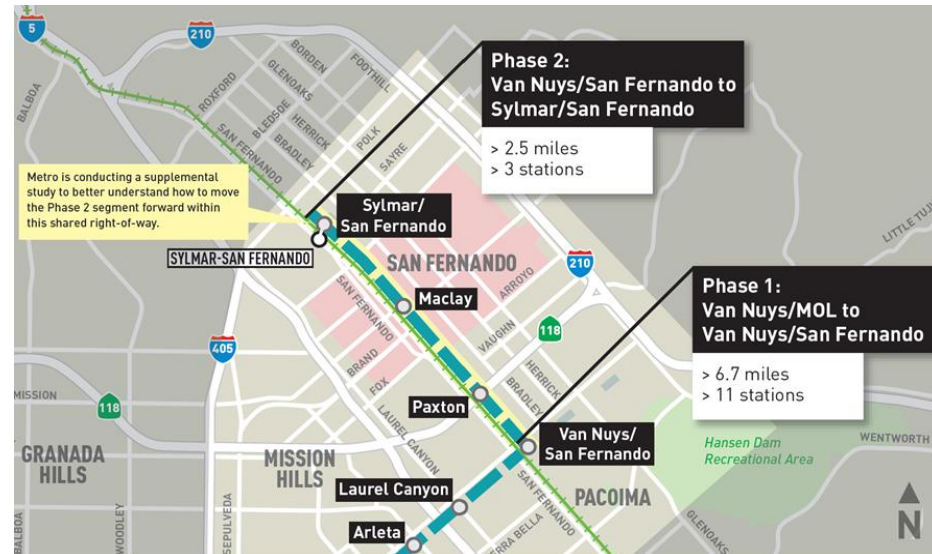 5
210
BALBOA
ROXFORD
BORDEN
GLENOAKS
FOOTHILL
BLEDSOE
HERRICK
BRADLEY
SAN FERNANDO
POLK
SAYRE
Phase 2:
Van Nuys/San Fernando to
Sylmar/San Fernando
> 2.5 miles
> 3 stations
Metro is conducting a supplemental
study to better understand how to move
the Phase 2 segment forward within
this shared right-of-way.
Sylmar/
San Fernando
SYLMAR-SAN FERNANDO
SAN FERNANDO
ARROYO
210
LITTLE TUJ
Maclay
SAN FERNANDO
Phase 1:
Van Nuys/MOL to
Van Nuys/San Fernando
> 6.7 miles
> 11 stations
118
VAUGHN
405
BRAND
FOX
HERRICK
BRADLEY
MISSION
118
Paxton
LAUREL CANYON
Van Nuys/
San Fernando
WENTWORTH
Hansen Dam
Recreational Area
GRANADA
HILLS
MISSION
HILLS
SAN FERNANDO
PACOIMA
Laurel Canyon
Arleta
BALBOA
WOODLEY
SEPULVEDA
ERRA BELLA
GLENOAKS
N